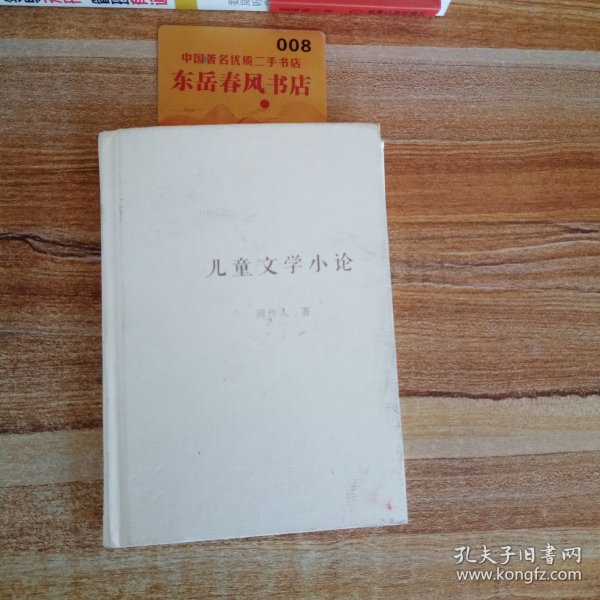 008
中国著名优质二手书店
东岳春风书店
儿童文学小论
周作人 著
孔夫子旧书网
www.kongfz.com